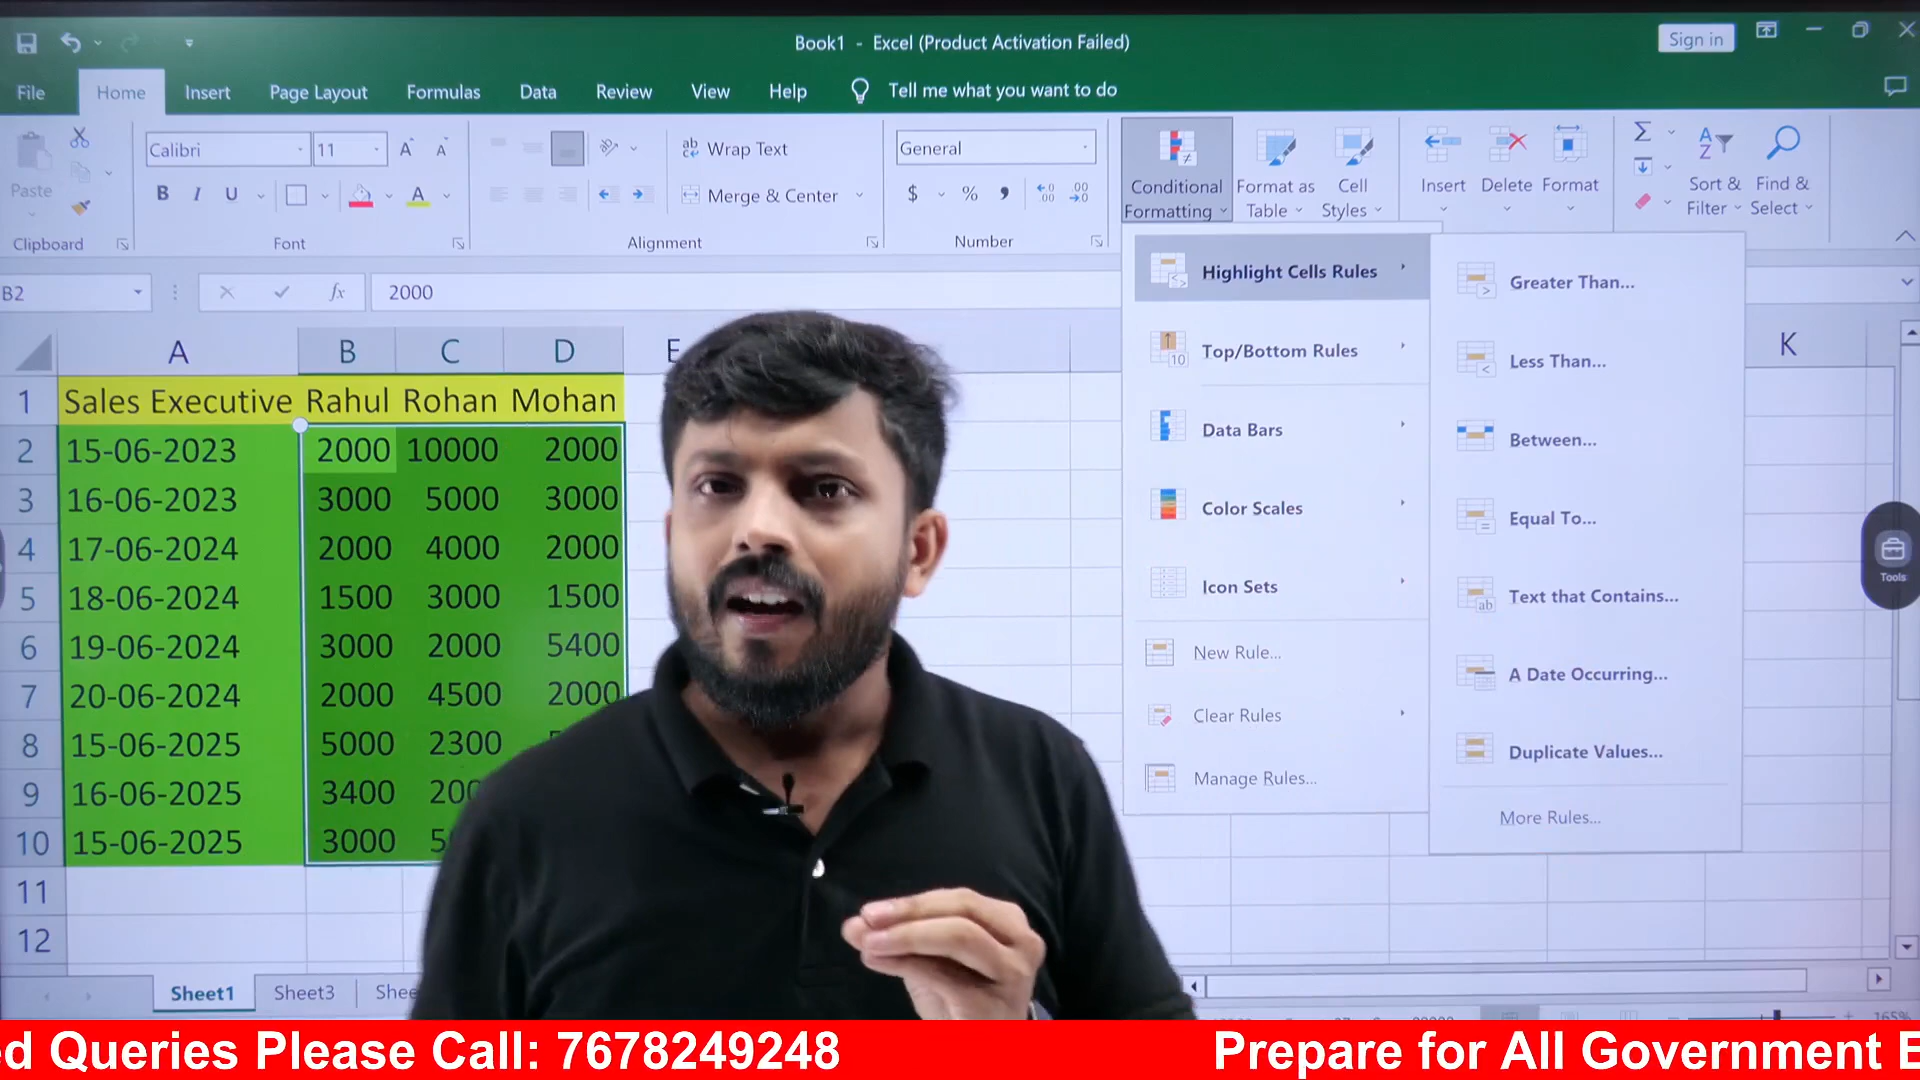 Book1 - Excel (Product Activation Failed)
Sign in
File Home Insert Page Layout Formulas Data Review View Help Tell me what you want to do
Paste
Clipboard
Calibri 11
B I U A
Font
Wrap Text
Merge & Center
Alignment
General
$ % ,
Number
Conditional Formatting
Format as Table
Cell Styles
Insert Delete Format
Sort & Filter
Find & Select
B2 fx 2000
Highlight Cells Rules
Top/Bottom Rules
Data Bars
Color Scales
Icon Sets
New Rule...
Clear Rules
Manage Rules...
Greater Than...
Less Than...
Between...
Equal To...
Text that Contains...
A Date Occurring...
Duplicate Values...
More Rules...
A B C D E K
1 Sales Executive Rahul Rohan Mohan
2 15-06-2023 2000 10000 2000
3 16-06-2023 3000 5000 3000
4 17-06-2024 2000 4000 2000
5 18-06-2024 1500 3000 1500
6 19-06-2024 3000 2000 5400
7 20-06-2024 2000 4500 2000
8 15-06-2025 5000 2300
9 16-06-2025 3400 200
10 15-06-2025 3000
11
12
Tools
Sheet1 Sheet3 Shee
165%
ed Queries Please Call: 7678249248
Prepare for All Government E